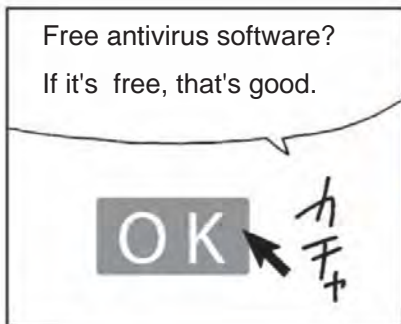 Free antivirus software?
If it's free, that's good.
OK
カチャ